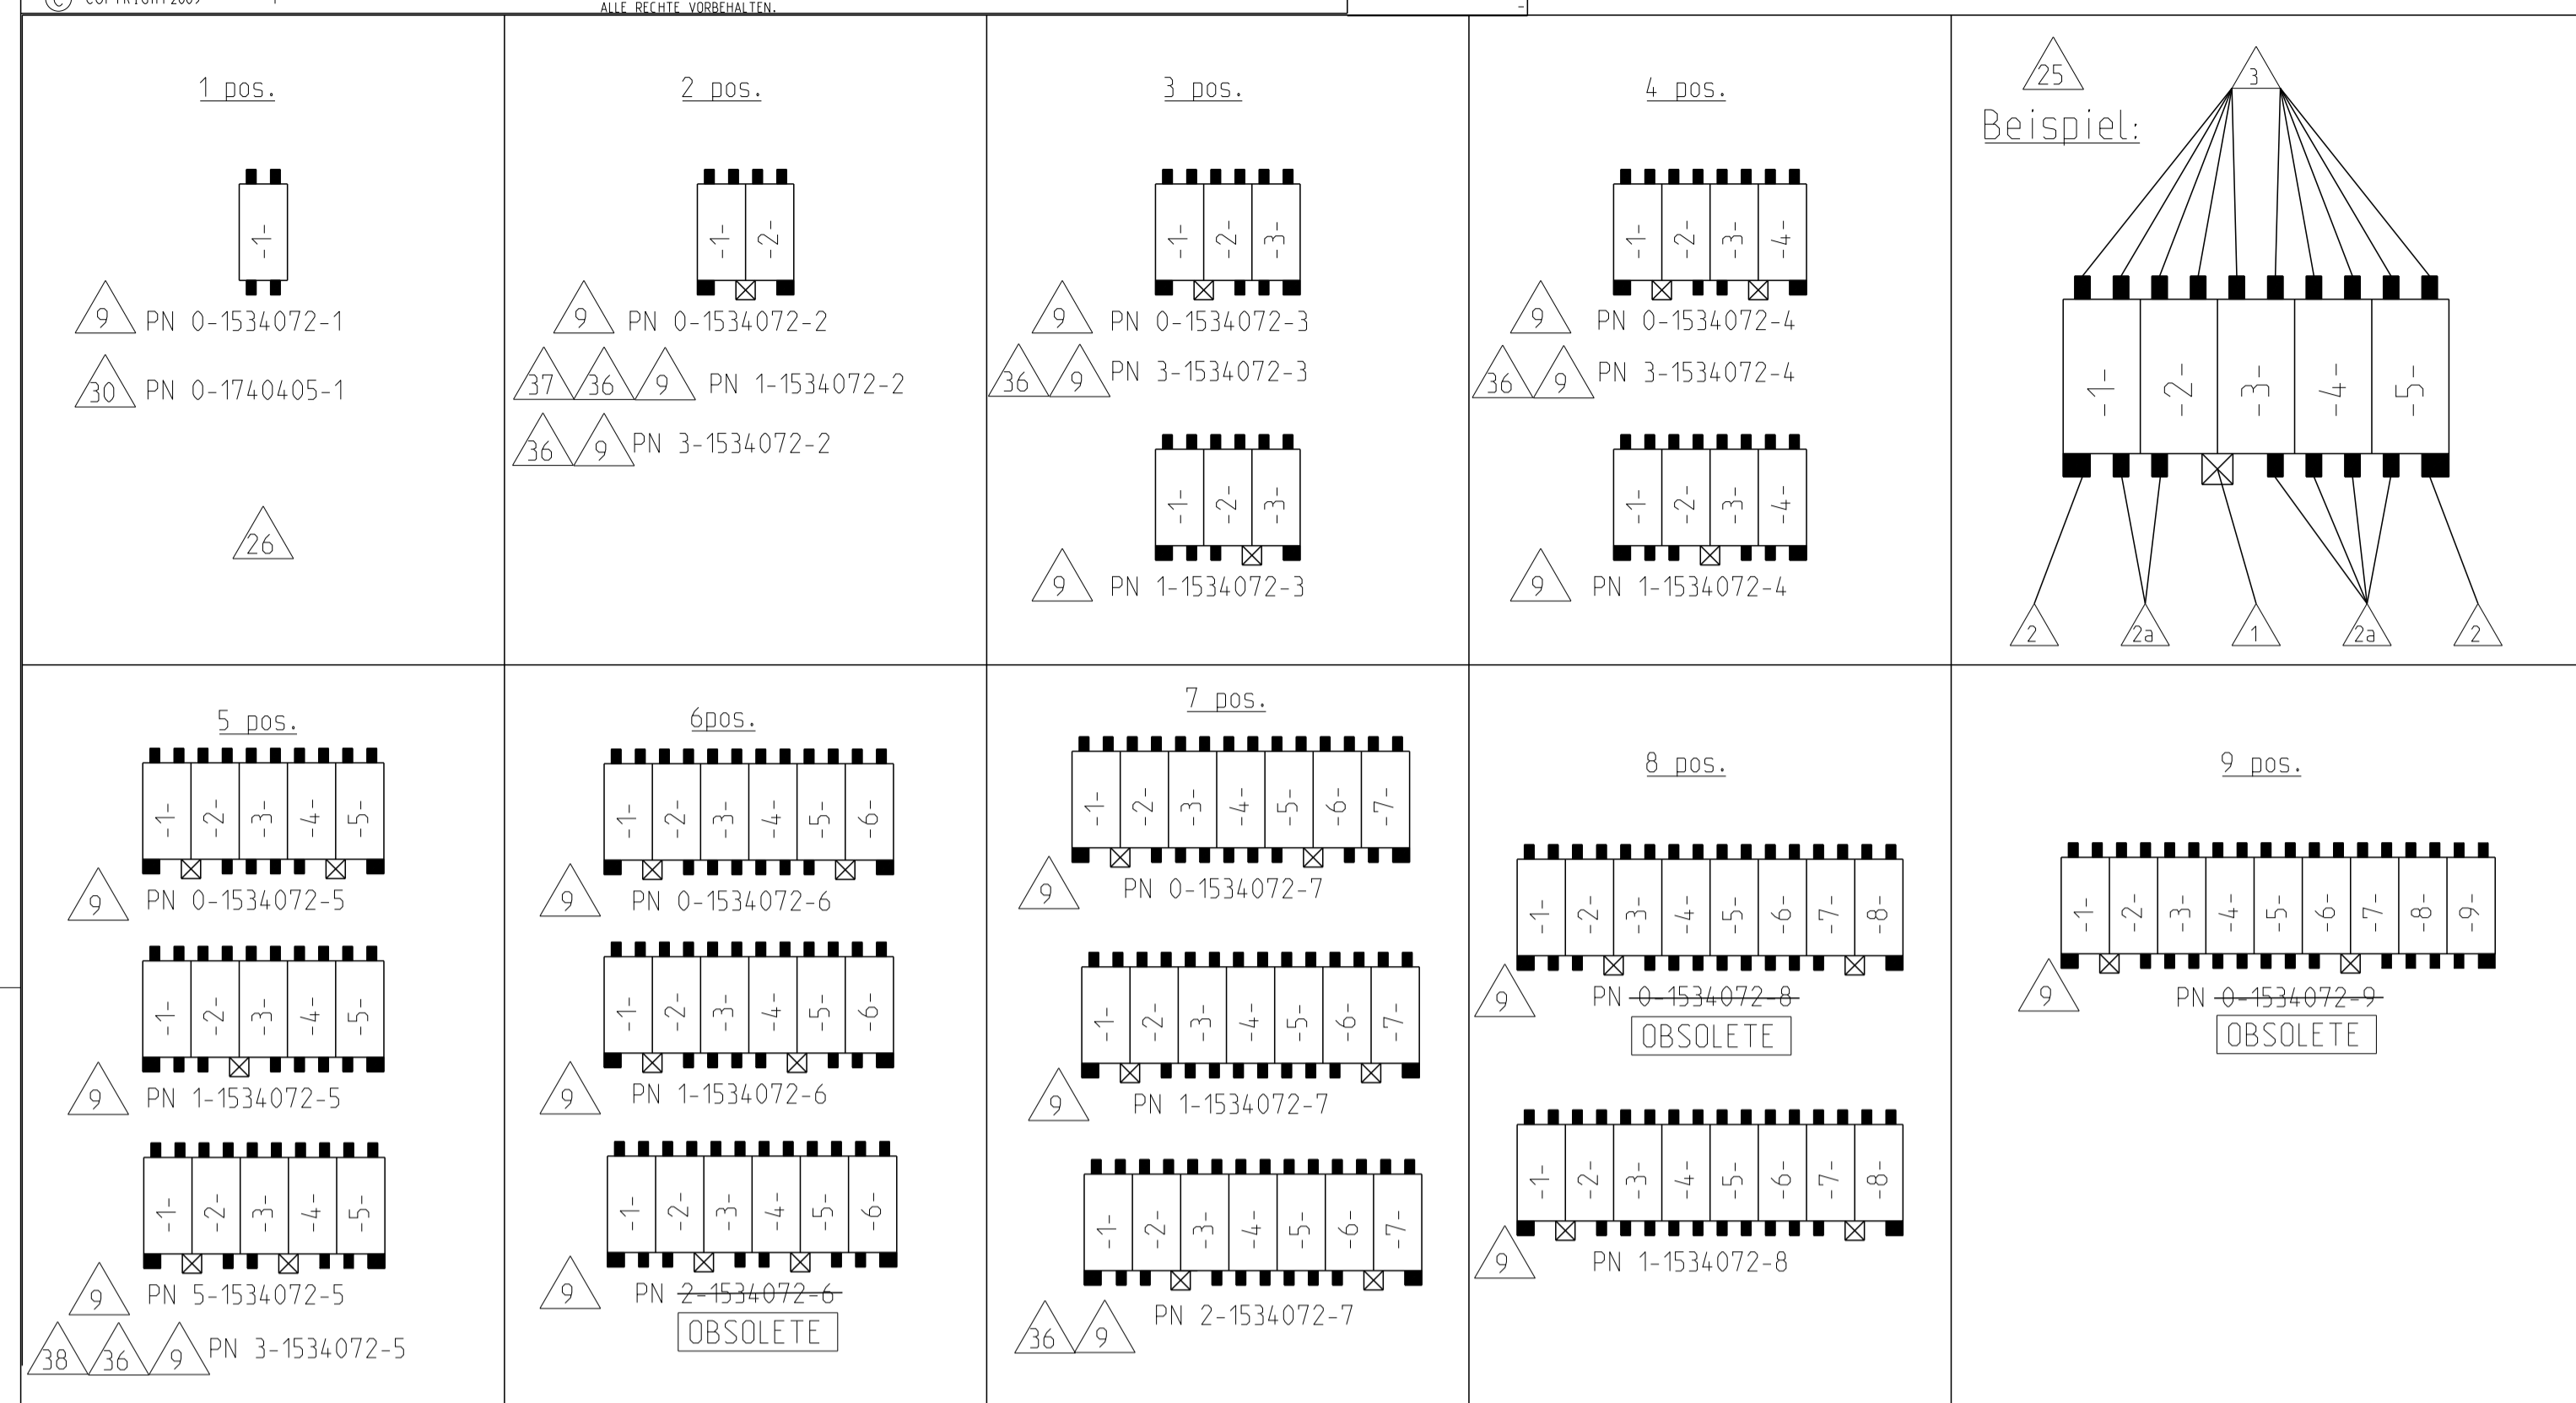 ALLE RECHTE VORBEHALTEN.
-
1 pos.
-1-
9 PN 0-1534072-1
30 PN 0-1740405-1
26
2 pos.
-1- -2-
9 PN 0-1534072-2
37 36 9 PN 1-1534072-2
36 9 PN 3-1534072-2
3 pos.
-1- -2- -3-
9 PN 0-1534072-3
36 9 PN 3-1534072-3
-1- -2- -3-
9 PN 1-1534072-3
4 pos.
-1- -2- -3- -4-
9 PN 0-1534072-4
36 9 PN 3-1534072-4
-1- -2- -3- -4-
9 PN 1-1534072-4
25
3
Beispiel:
-1- -2- -3- -4- -5-
2 2a 1 2a 2
5 pos.
-1- -2- -3- -4- -5-
9 PN 0-1534072-5
-1- -2- -3- -4- -5-
9 PN 1-1534072-5
-1- -2- -3- -4- -5-
9 PN 5-1534072-5
38 36 9 PN 3-1534072-5
6pos.
-1- -2- -3- -4- -5- -6-
9 PN 0-1534072-6
-1- -2- -3- -4- -5- -6-
9 PN 1-1534072-6
-1- -2- -3- -4- -5- -6-
9 PN 2-1534072-6
OBSOLETE
7 pos.
-1- -2- -3- -4- -5- -6- -7-
9 PN 0-1534072-7
-1- -2- -3- -4- -5- -6- -7-
9 PN 1-1534072-7
-1- -2- -3- -4- -5- -6- -7-
36 9 PN 2-1534072-7
8 pos.
-1- -2- -3- -4- -5- -6- -7- -8-
9 PN 0-1534072-8
OBSOLETE
-1- -2- -3- -4- -5- -6- -7- -8-
9 PN 1-1534072-8
9 pos.
-1- -2- -3- -4- -5- -6- -7- -8- -9-
9 PN 0-1534072-9
OBSOLETE